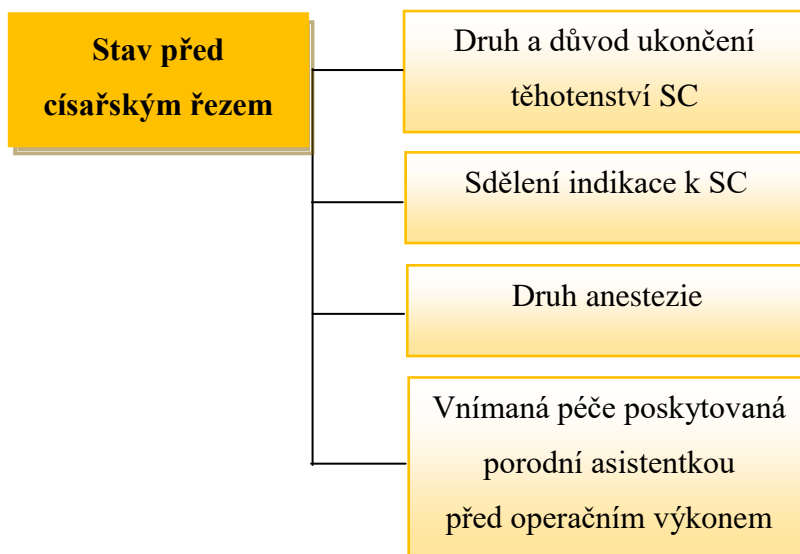 Stav před
císařským řezem
Druh a důvod ukončení
těhotenství SC
Sdělení indikace k SC
Druh anestezie
Vnímaná péče poskytovaná
porodní asistentkou
před operačním výkonem